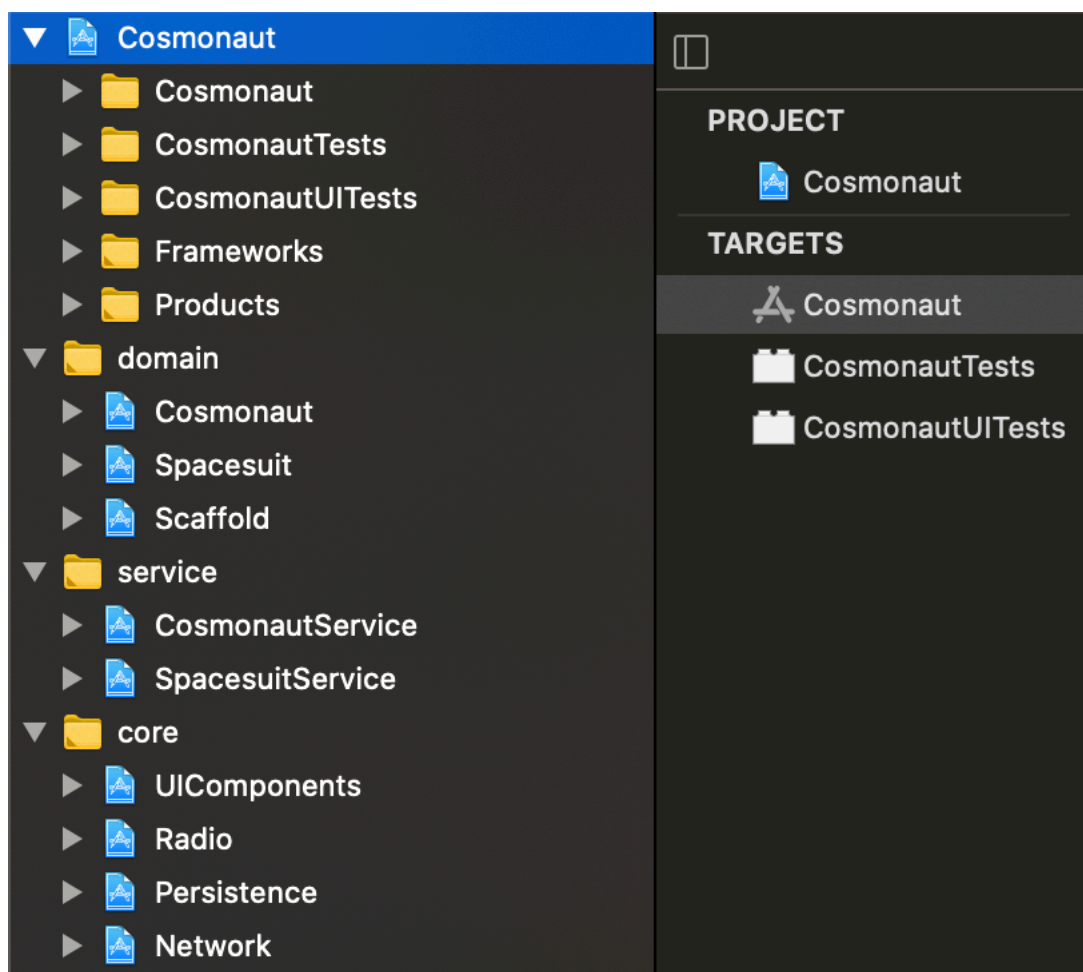 Cosmonaut
Cosmonaut
CosmonautTests
CosmonautUITests
Frameworks
Products
domain
Cosmonaut
Spacesuit
Scaffold
service
CosmonautService
SpacesuitService
core
UIComponents
Radio
Persistence
Network
PROJECT
Cosmonaut
TARGETS
Cosmonaut
CosmonautTests
CosmonautUITests